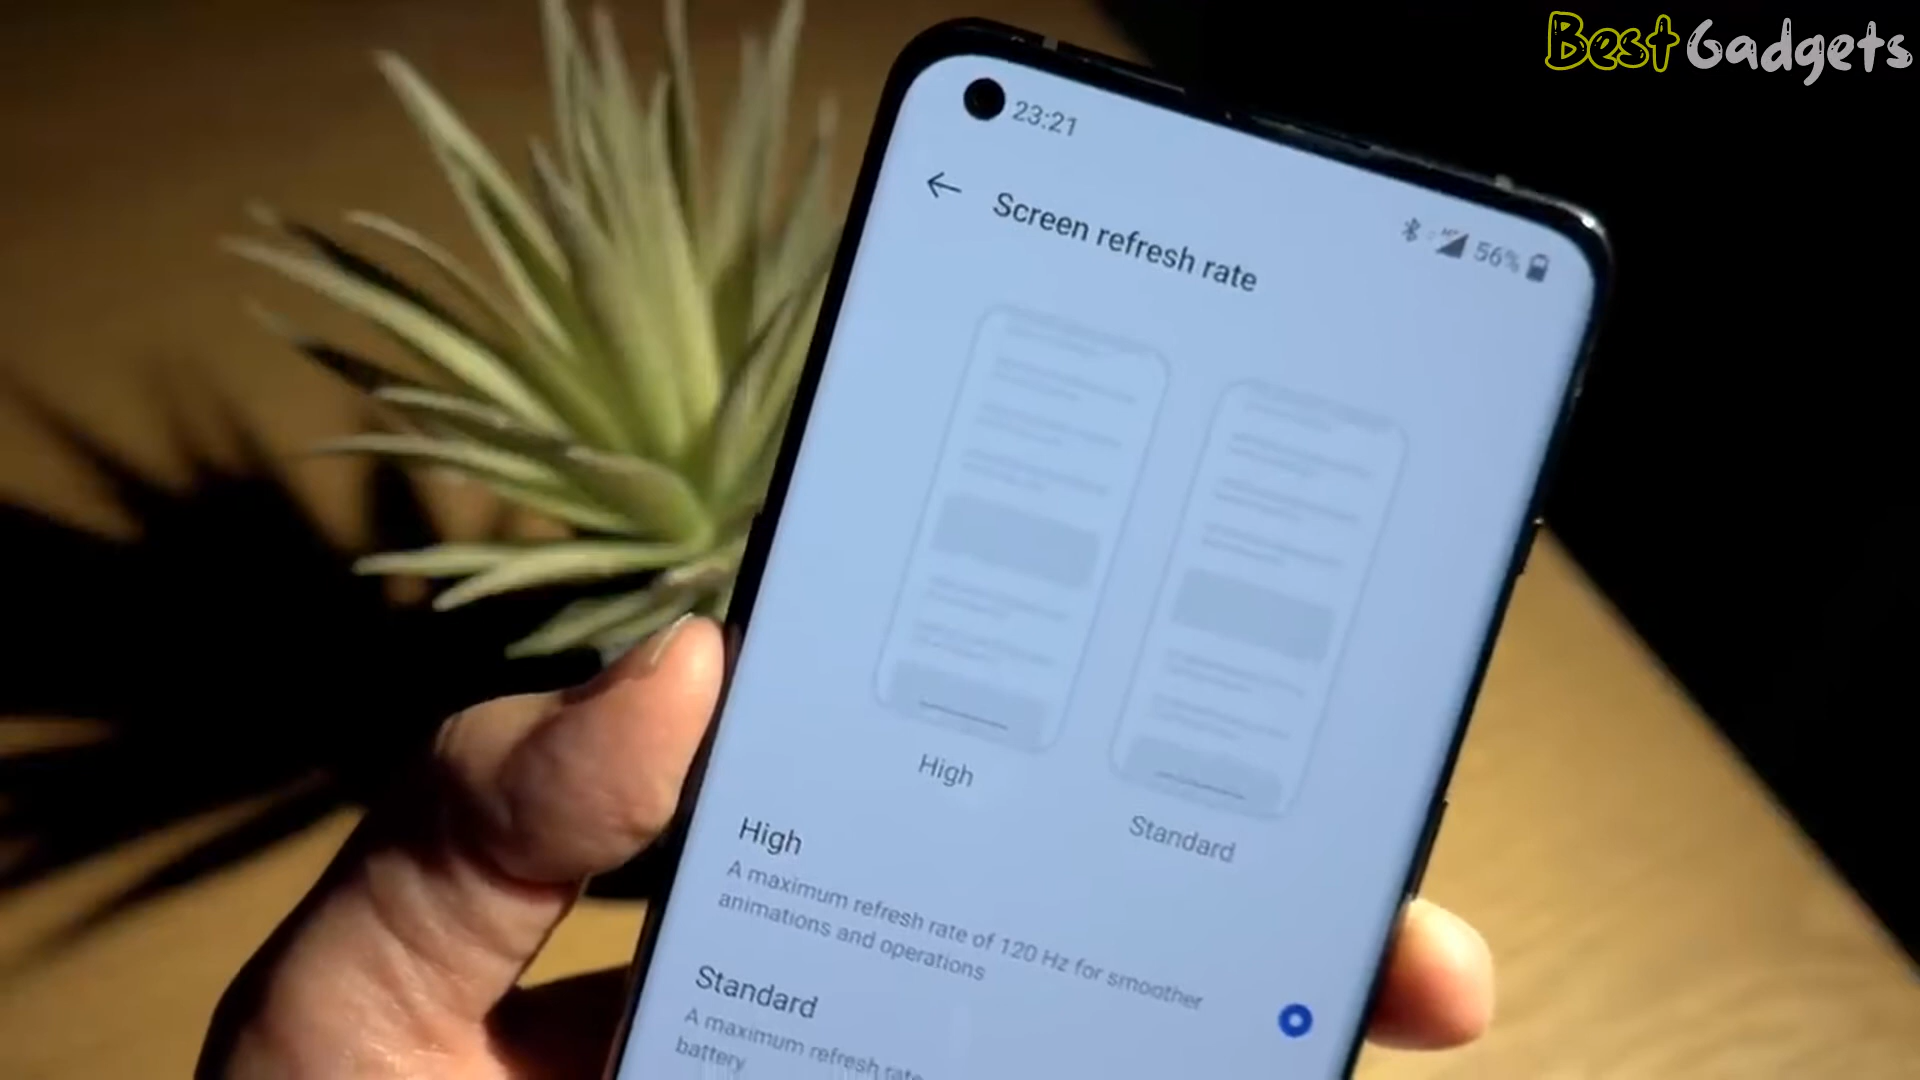 Best Gadgets
23:21
56%
Screen refresh rate
High
Standard
High
A maximum refresh rate of 120 Hz for smoother
animations and operations
Standard
A maximum refresh rate
battery